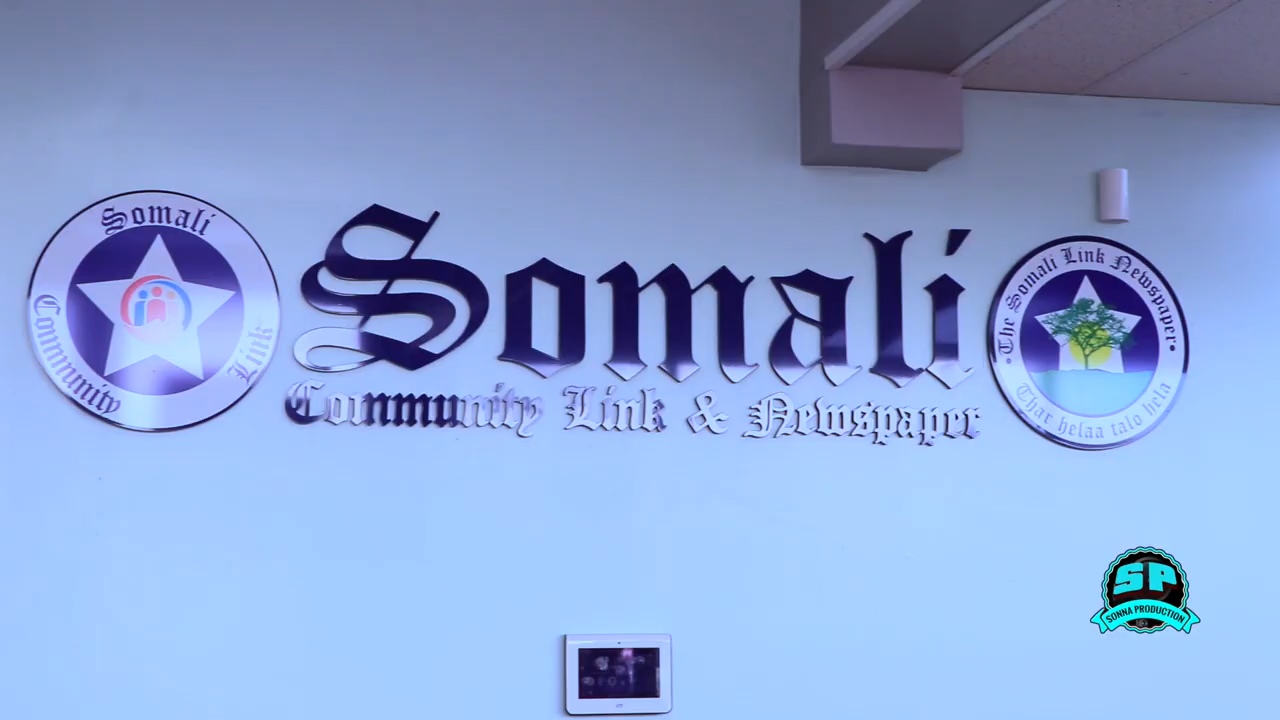 Somali
Community Link
Somali
Community Link & Newspaper
• The Somali Link Newspaper •
Thar helaa talo hela
SP
SONNA PRODUCTION